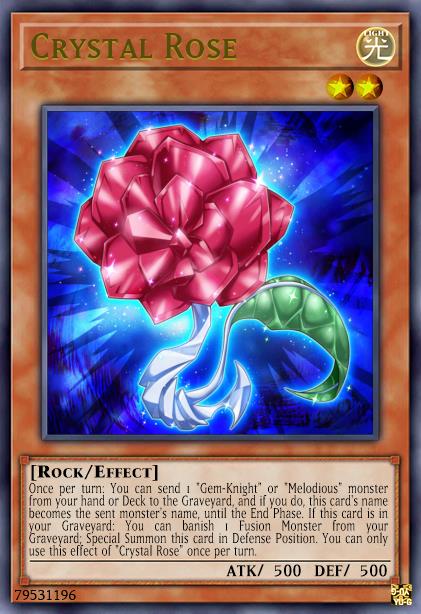 Crystal Rose
LIGHT
光
[Rock/Effect]
Once per turn: You can send 1 "Gem-Knight" or "Melodious" monster
from your hand or Deck to the Graveyard, and if you do, this card's name
becomes the sent monster's name, until the End Phase. If this card is in
your Graveyard: You can banish 1 Fusion Monster from your
Graveyard; Special Summon this card in Defense Position. You can only
use this effect of "Crystal Rose" once per turn.
ATK/ 500 DEF/ 500
79531196